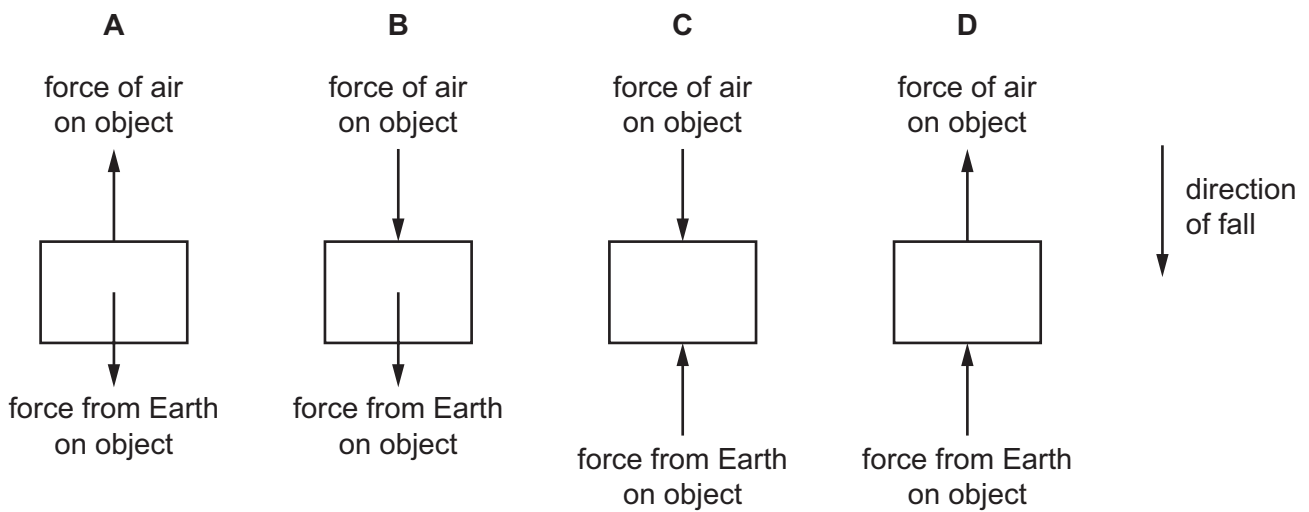 A
B
C
D
force of air
on object
force of air
on object
force of air
on object
force of air
on object
direction
of fall
force from Earth
on object
force from Earth
on object
force from Earth
on object
force from Earth
on object